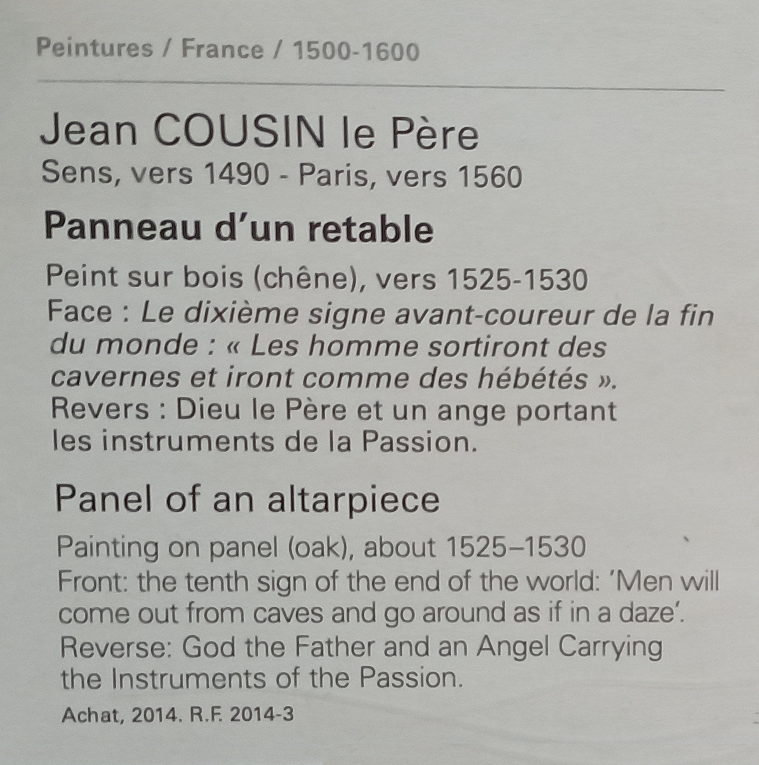 Peintures / France / 1500-1600
Jean COUSIN le Père
Sens, vers 1490 - Paris, vers 1560
Panneau d'un retable
Peint sur bois (chêne), vers 1525-1530
Face : Le dixième signe avant-coureur de la fin
du monde : « Les homme sortiront des
cavernes et iront comme des hébétés ».
Revers : Dieu le Père et un ange portant
les instruments de la Passion.
Panel of an altarpiece
Painting on panel (oak), about 1525–1530
Front: the tenth sign of the end of the world: 'Men will
come out from caves and go around as if in a daze'.
Reverse: God the Father and an Angel Carrying
the Instruments of the Passion.
Achat, 2014. R.F. 2014-3